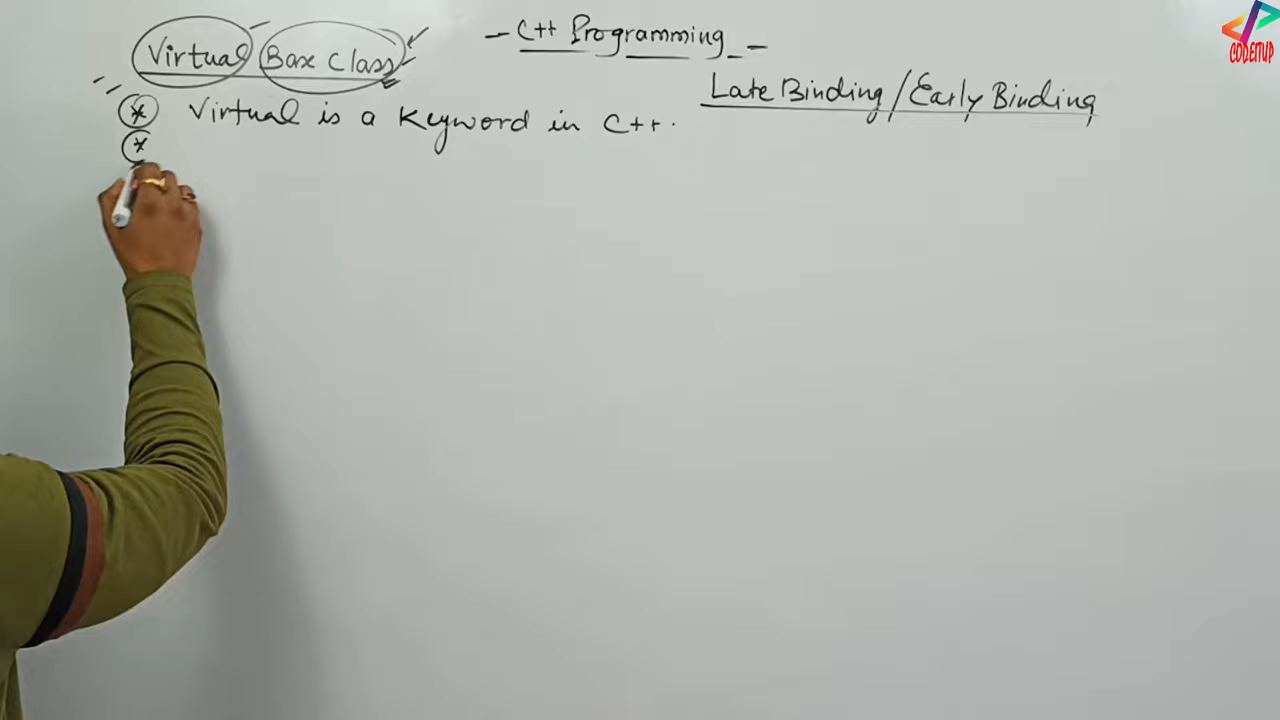 - C++ Programming -
Virtual Base Class
Late Binding / Early Binding
* Virtual is a Keyword in C++.
*
CODEITUP